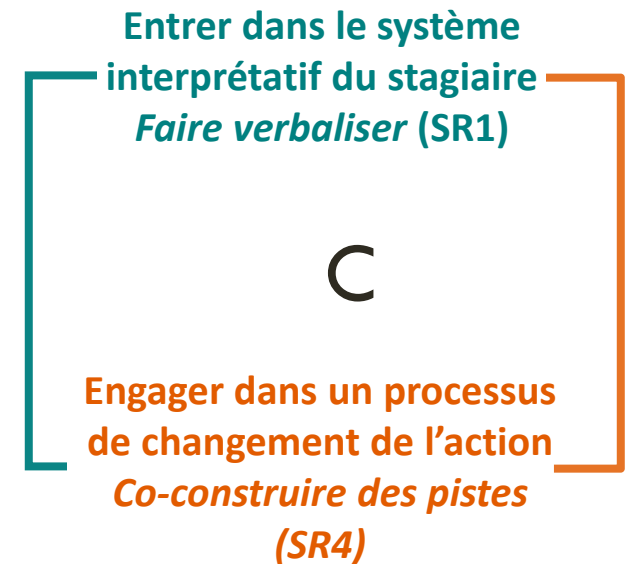 Entrer dans le système
interprétatif du stagiaire
Faire verbaliser (SR1)
C
Engager dans un processus
de changement de l’action
Co-construire des pistes
(SR4)